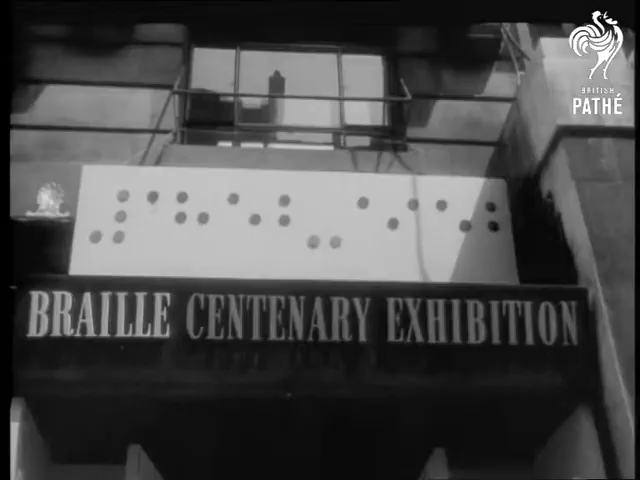 BRITISH
PATHÉ
⠼⠁⠓⠑⠃⠤⠁⠊⠑⠃
BRAILLE CENTENARY EXHIBITION